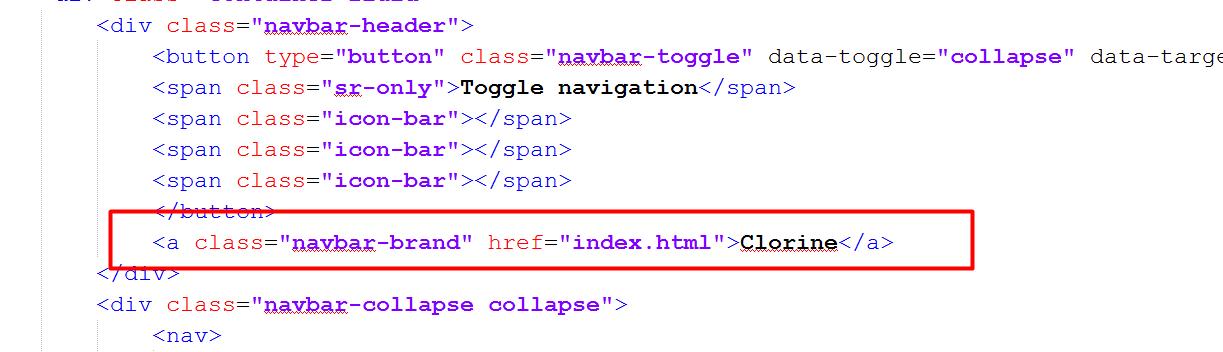 <div class="navbar-header">
<button type="button" class="navbar-toggle" data-toggle="collapse" data-targe
<span class="sr-only">Toggle navigation</span>
<span class="icon-bar"></span>
<span class="icon-bar"></span>
<span class="icon-bar"></span>
</button>
<a class="navbar-brand" href="index.html">Clorine</a>
</div>
<div class="navbar-collapse collapse">
<nav>